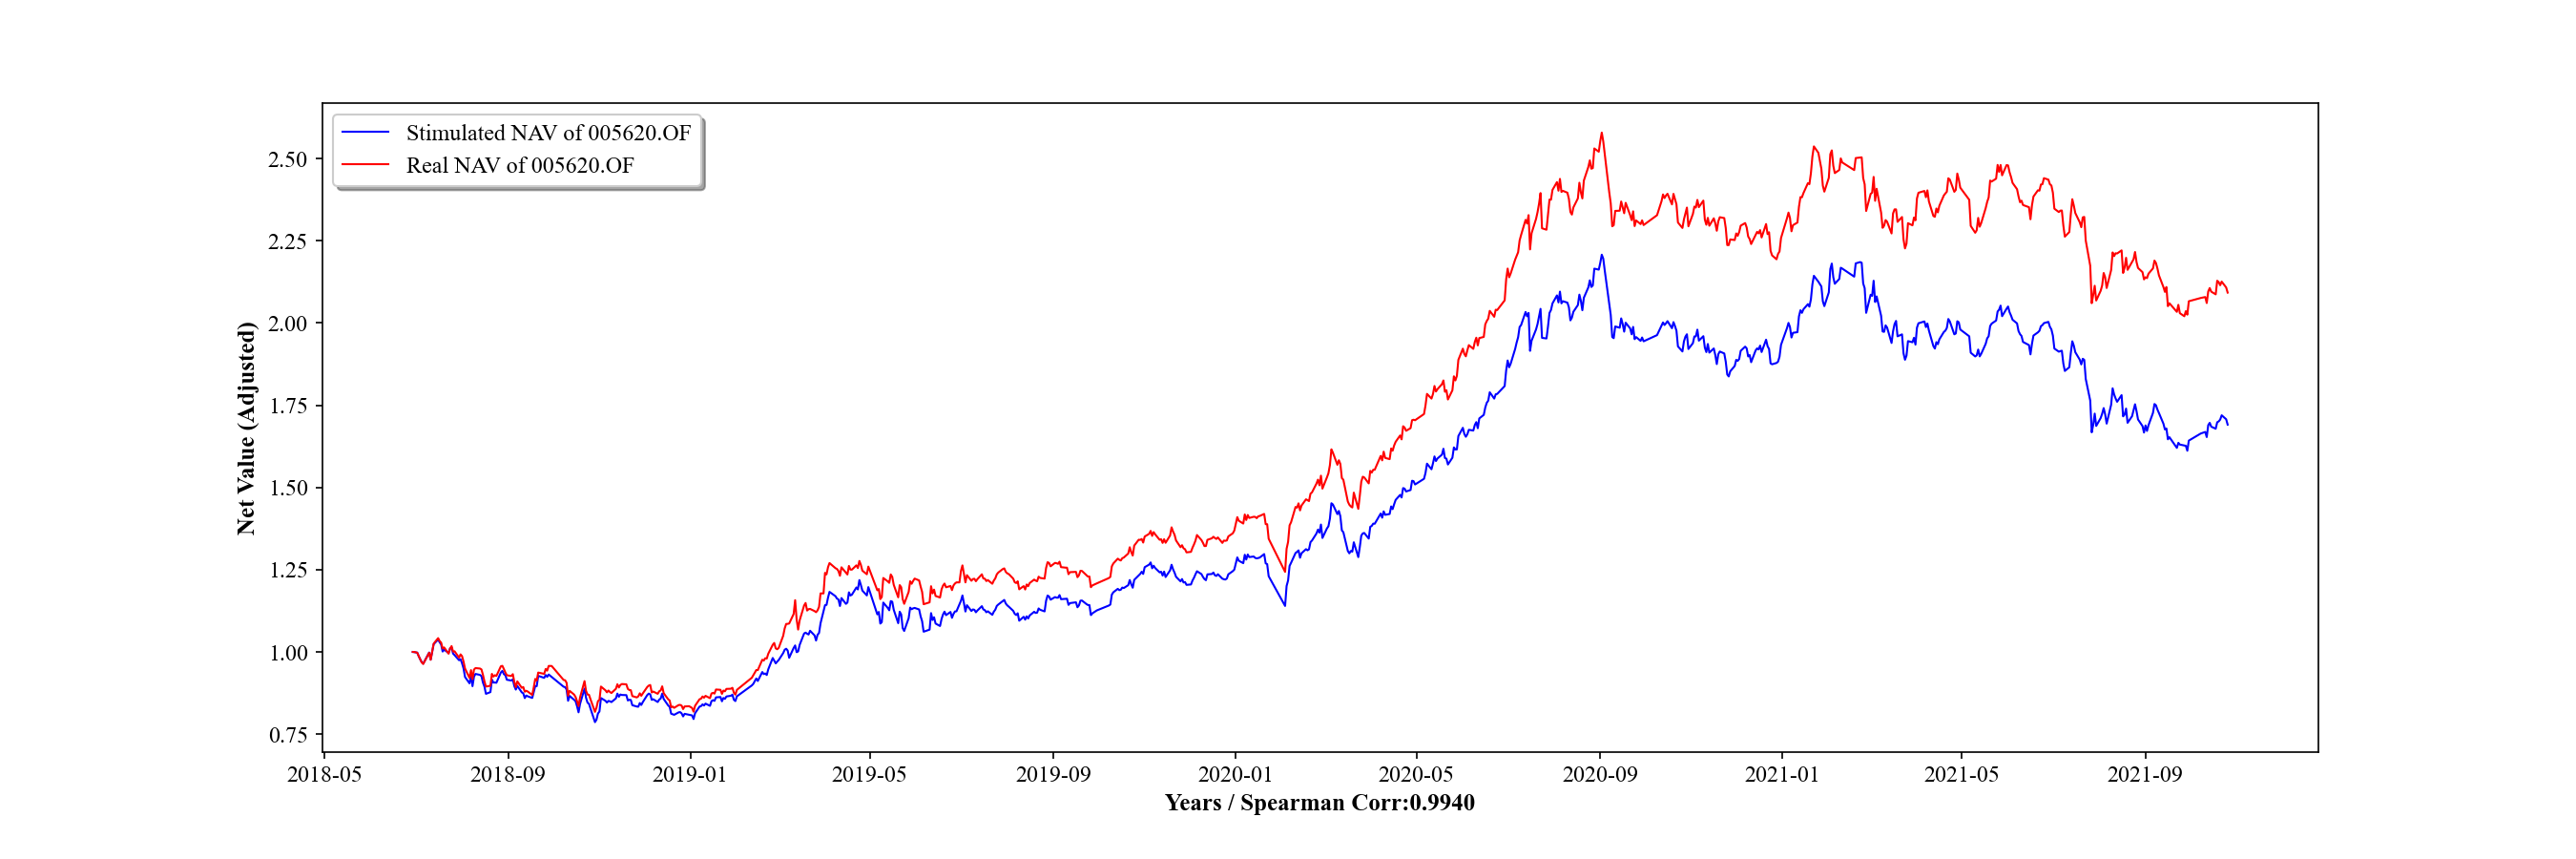 Stimulated NAV of 005620.OF
Real NAV of 005620.OF
2.50
2.25
2.00
1.75
1.50
1.25
1.00
0.75
Net Value (Adjusted)
2018-05 2018-09 2019-01 2019-05 2019-09 2020-01 2020-05 2020-09 2021-01 2021-05 2021-09
Years / Spearman Corr:0.9940